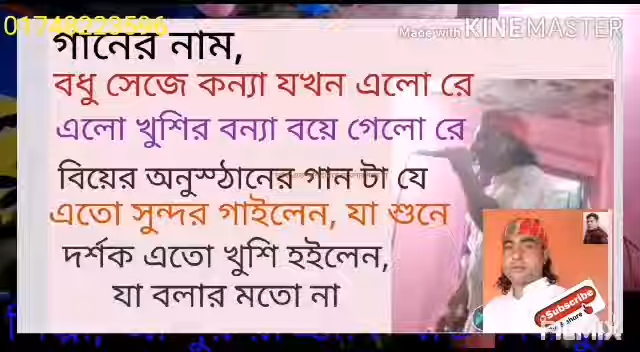 01748223596
Made with KINEMASTER
গানের নাম,
বধু সেজে কন্যা যখন এলো রে
এলো খুশির বন্যা বয়ে গেলো রে
বিয়ের অনুস্ঠানের গান টা যে
এতো সুন্দর গাইলেন, যা শুনে
দর্শক এতো খুশি হইলেন,
যা বলার মতো না
Subscribe
share